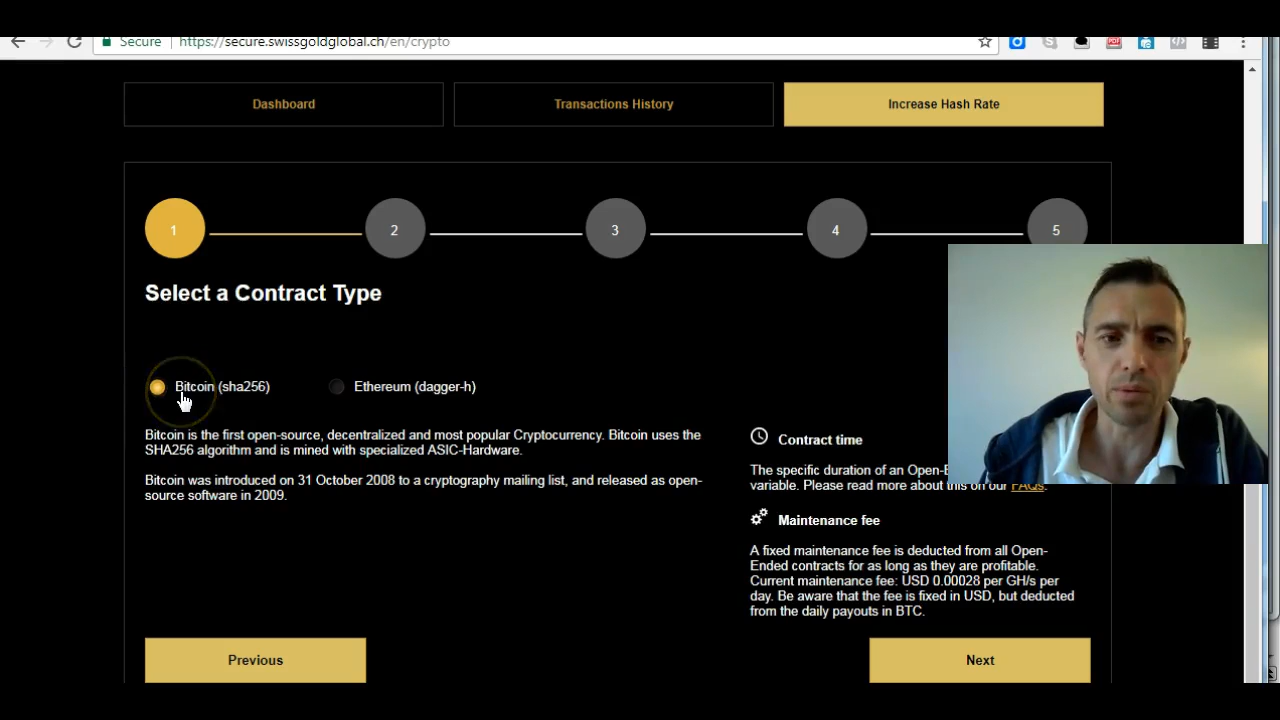 Secure https://secure.swissgoldglobal.ch/en/crypto
Dashboard
Transactions History
Increase Hash Rate
1
2
3
4
5
Select a Contract Type
Bitcoin (sha256)
Ethereum (dagger-h)
Bitcoin is the first open-source, decentralized and most popular Cryptocurrency. Bitcoin uses the
SHA256 algorithm and is mined with specialized ASIC-Hardware.
Bitcoin was introduced on 31 October 2008 to a cryptography mailing list, and released as open-
source software in 2009.
Contract time
The specific duration of an
variable. Please read more about this on our FAQs.
Maintenance fee
A fixed maintenance fee is deducted from all Open-
Ended contracts for as long as they are profitable.
Current maintenance fee: USD 0.00028 per GH/s per
day. Be aware that the fee is fixed in USD, but deducted
from the daily payouts in BTC.
Previous
Next